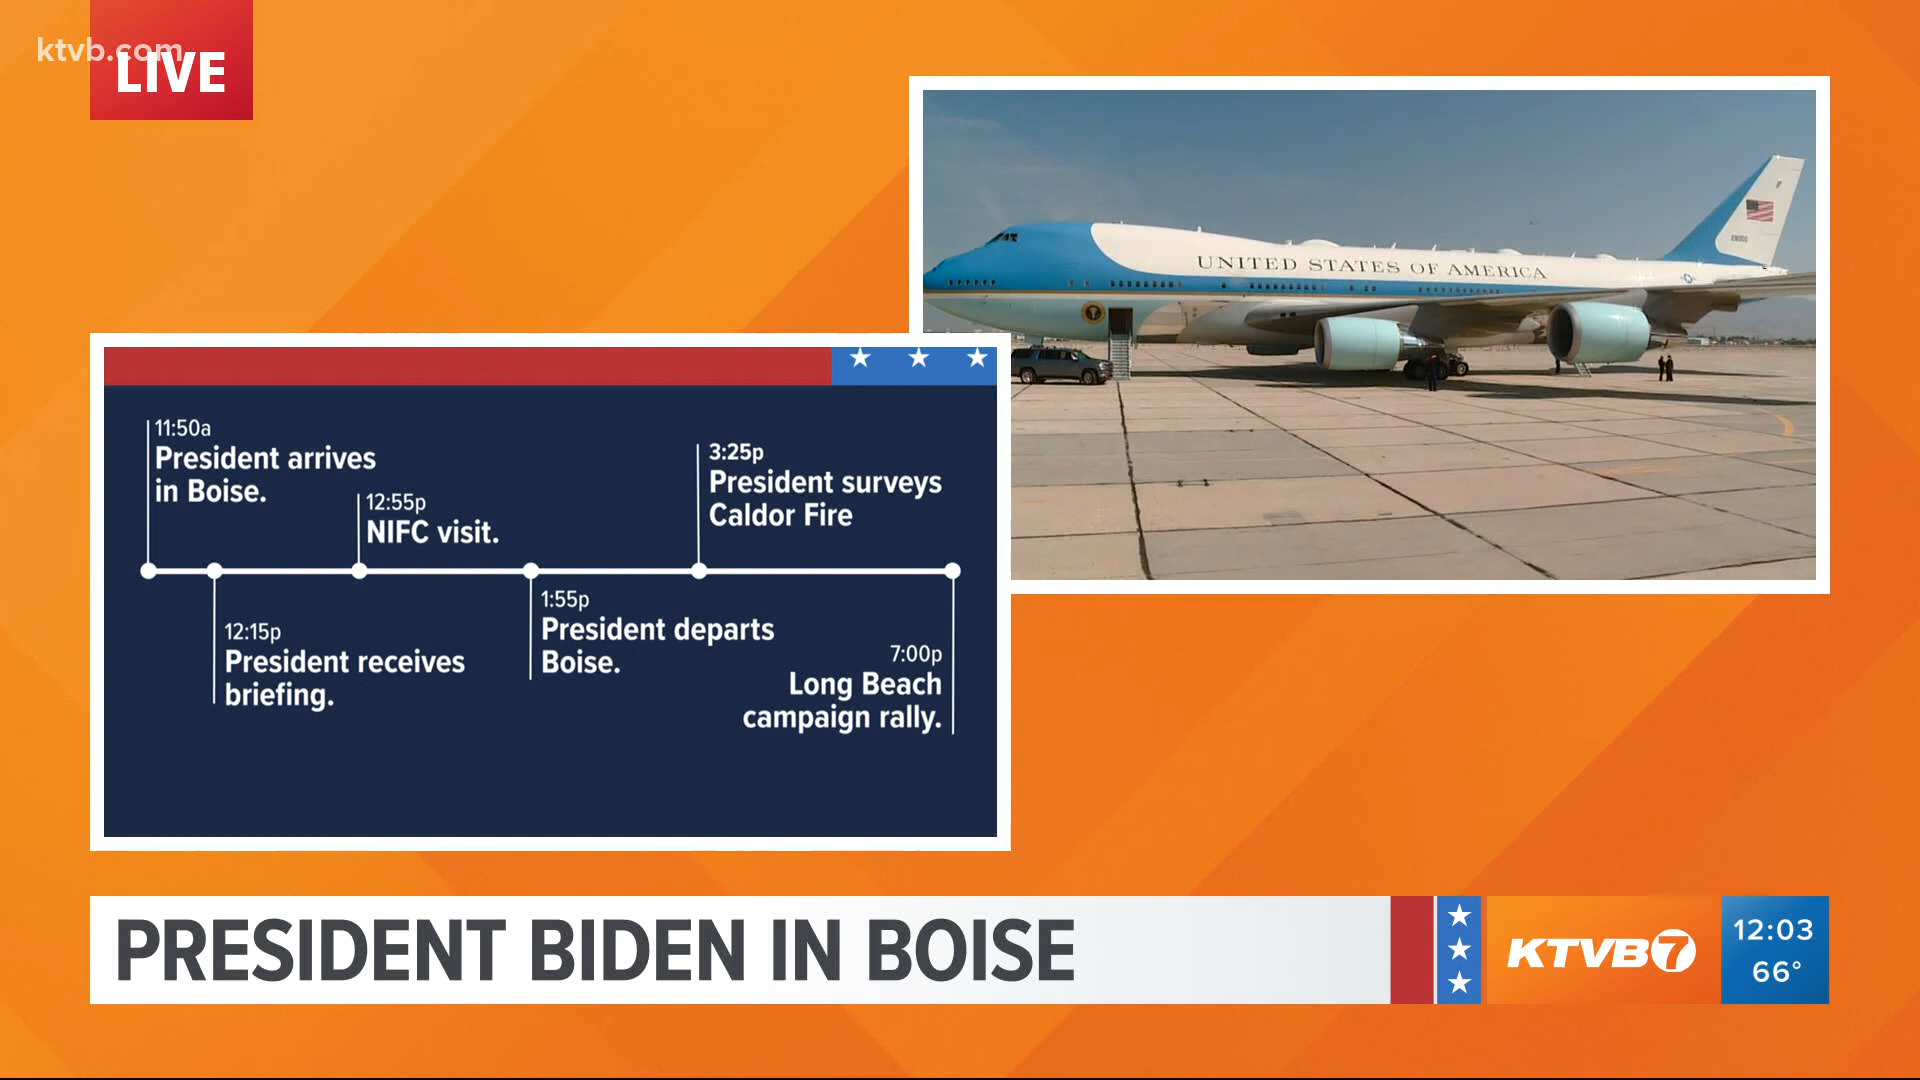 ktvb.com
LIVE
UNITED STATES OF AMERICA
11:50a
President arrives
in Boise.
12:15p
President receives
briefing.
12:55p
NIFC visit.
1:55p
President departs
Boise.
3:25p
President surveys
Caldor Fire
7:00p
Long Beach
campaign rally.
PRESIDENT BIDEN IN BOISE
KTVB7
12:03
66°